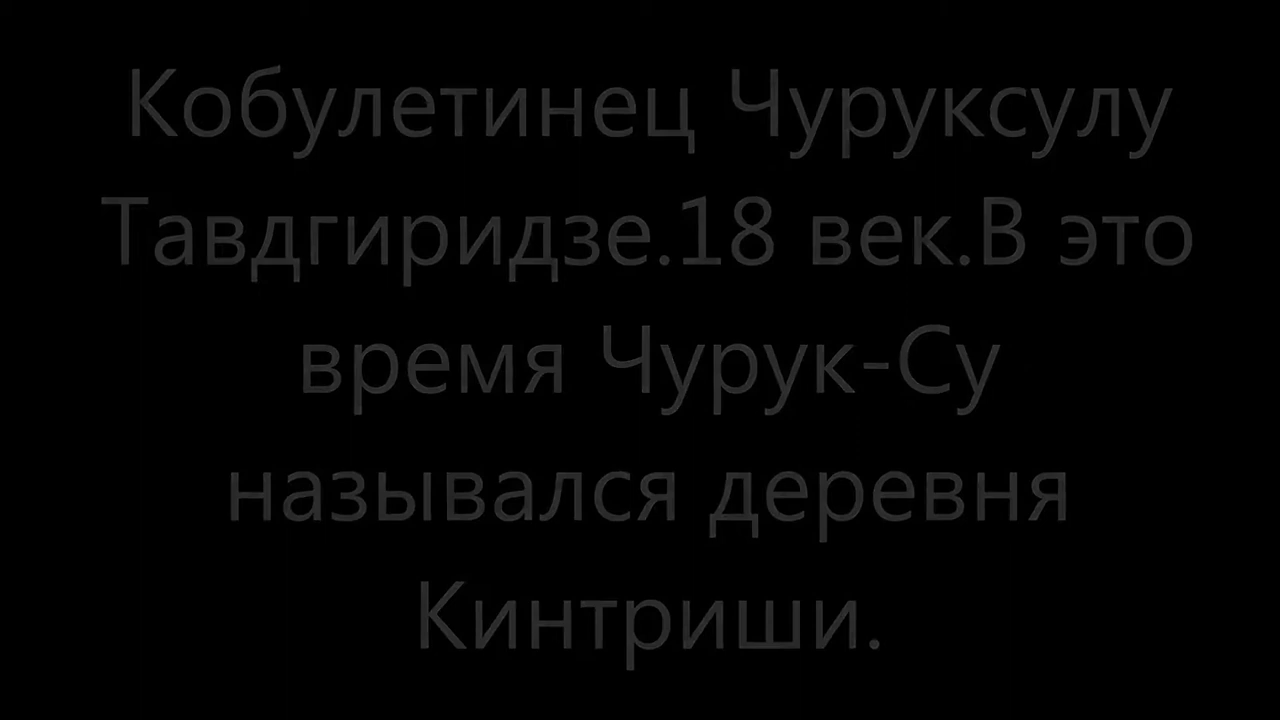 Кобулетинец Чуруксулу
Тавдгиридзе.18 век.В это
время Чурук-Су
назывался деревня
Кинтриши.